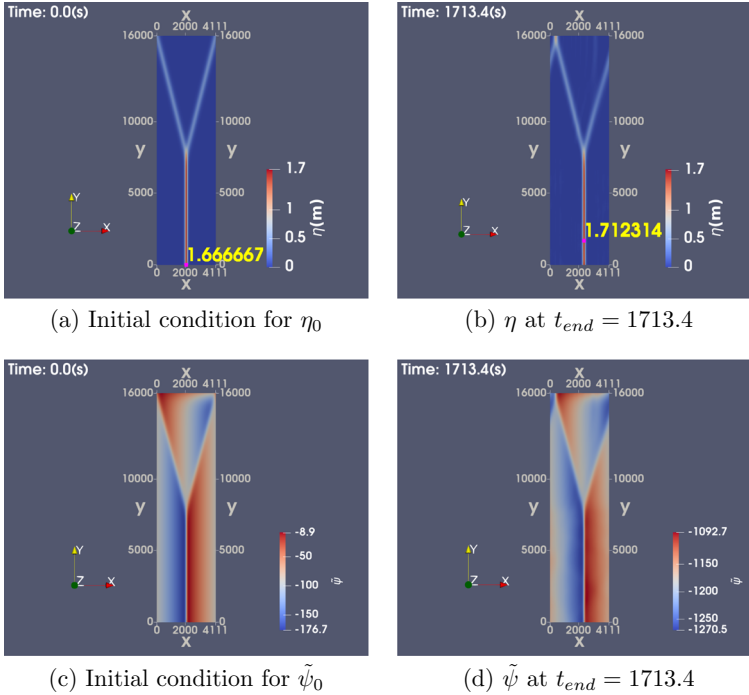 Time: 0.0(s)
X
0 2000 4111
16000 16000
10000 10000
y y
5000 5000
0 0
1.666667
0 2000 4111
X
Y
Z X
1.7
1
0.5
0
η(m)
(a) Initial condition for η₀
Time: 1713.4(s)
X
0 2000 4111
16000 16000
10000 10000
y y
5000 5000
0 0
1.712314
0 2000 4111
X
Y
Z X
1.7
1
0.5
0
η(m)
(b) η at t_end = 1713.4
Time: 0.0(s)
X
0 2000 4111
16000 16000
10000 10000
y y
5000 5000
0 0
0 2000 4111
X
Y
Z X
-8.9
-50
-100
-150
-176.7
ψ̃
(c) Initial condition for ψ̃₀
Time: 1713.4(s)
X
0 2000 4111
16000 16000
10000 10000
y y
5000 5000
0 0
0 2000 4111
X
Y
Z X
-1092.7
-1150
-1200
-1250
-1270.5
ψ̃
(d) ψ̃ at t_end = 1713.4